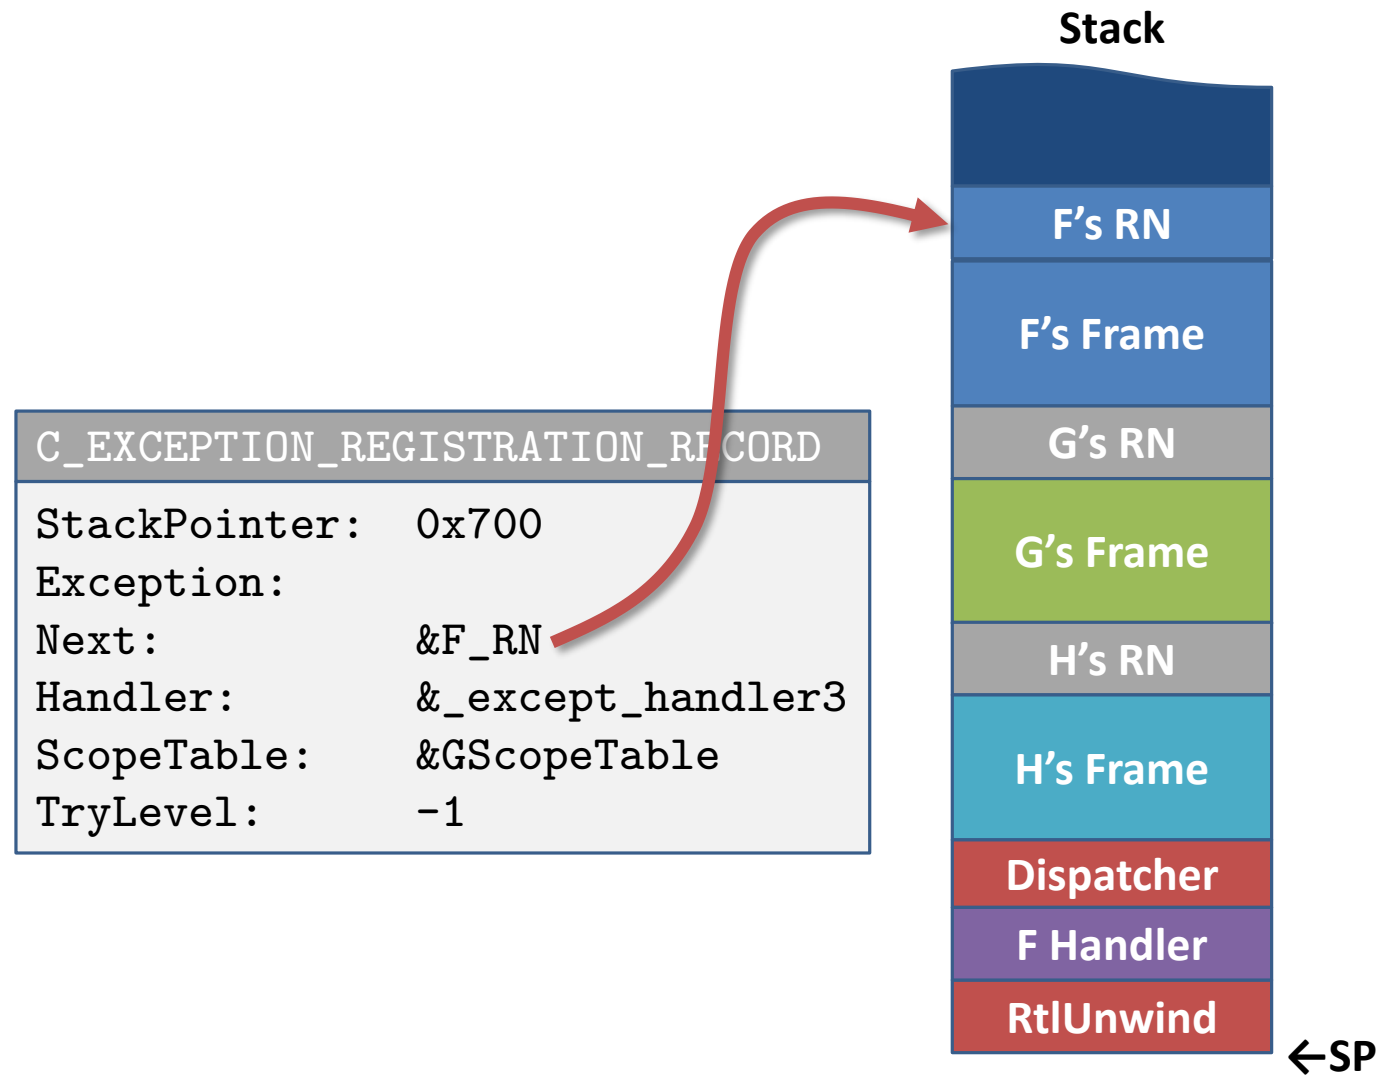 Stack
F’s RN
F’s Frame
G’s RN
G’s Frame
H’s RN
H’s Frame
Dispatcher
F Handler
RtlUnwind
←SP
C_EXCEPTION_REGISTRATION_RECORD
StackPointer: 0x700
Exception:
Next: &F_RN
Handler: &_except_handler3
ScopeTable: &GScopeTable
TryLevel: -1